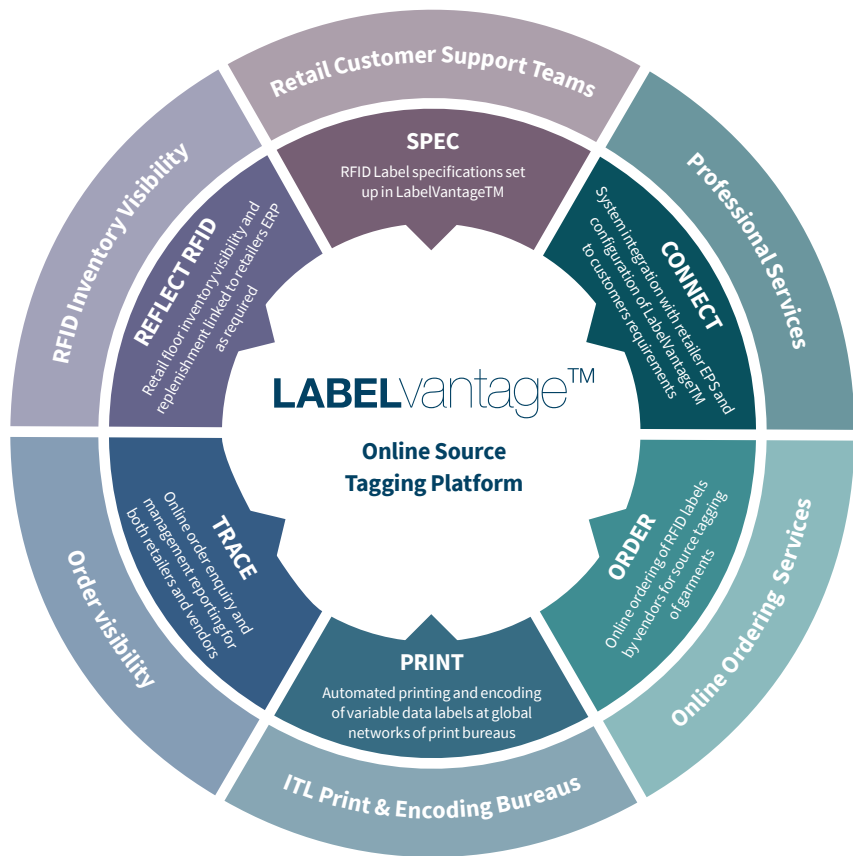 Retail Customer Support Teams
SPEC
RFID Label specifications set
up in LabelVantageTM
Professional Services
CONNECT
System integration with retailer EPS and
configuration of LabelVantageTM
to customers requirements
Online Ordering Services
ORDER
Online ordering of RFID labels
by vendors for source tagging
of garments
ITL Print & Encoding Bureaus
PRINT
Automated printing and encoding
of variable data labels at global
networks of print bureaus
Order visibility
TRACE
Online order enquiry and
management reporting for
both retailers and vendors
RFID Inventory Visibility
REFLECT RFID
Retail floor inventory visibility and
replenishment linked to retailers ERP
as required
LABELvantage™
Online Source
Tagging Platform